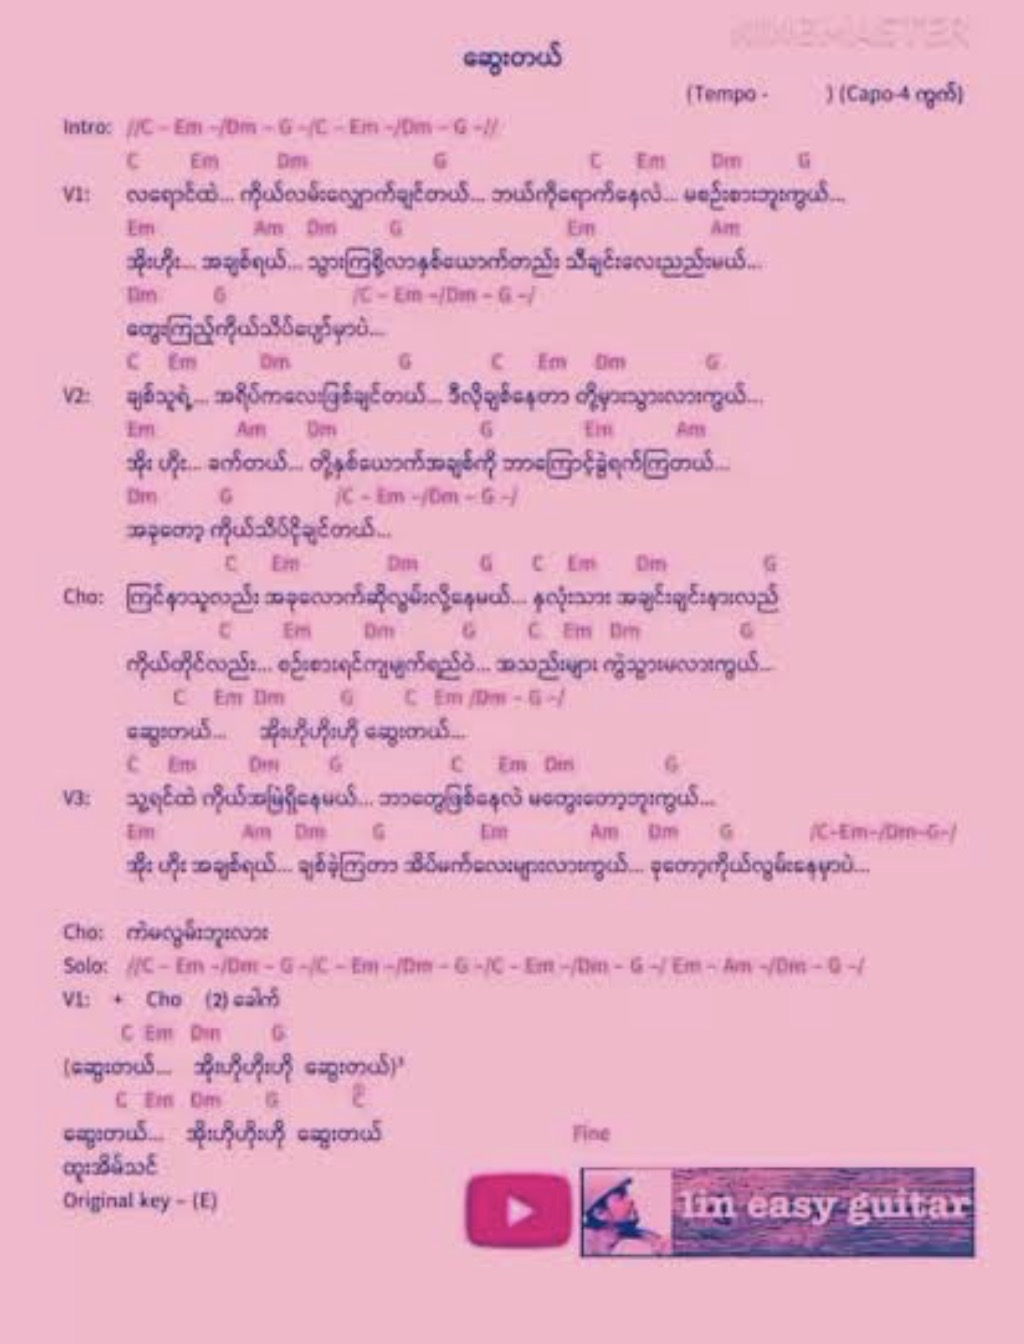 KINEMASTER
ဆွေးတယ်
(Tempo - ) (Capo-4 ကွက်)
Intro: //C – Em –/Dm – G –/C – Em –/Dm – G –//
C Em Dm G C Em Dm G
V1: လရောင်ထဲ... ကိုယ်လမ်းလျှောက်ချင်တယ်... ဘယ်ကိုရောက်နေလဲ... မစဉ်းစားဘူးကွယ်...
Em Am Dm G Em Am
အိုးဟိုး... အချစ်ရယ်... သွားကြစို့လာနှစ်ယောက်တည်း သီချင်းလေးညည်းမယ်...
Dm G /C – Em –/Dm – G –/
တွေးကြည့်ကိုယ်သိပ်ပျော်မှာပဲ...
C Em Dm G C Em Dm G
V2: ချစ်သူရဲ့... အရိပ်ကလေးဖြစ်ချင်တယ်... ဒီလိုချစ်နေတာ တို့မှားသွားလားကွယ်...
Em Am Dm G Em Am
အိုး ဟိုး... ခက်တယ်... တို့နှစ်ယောက်အချစ်ကို ဘာကြောင့်ခွဲရက်ကြတယ်...
Dm G /C – Em –/Dm – G –/
အခုတော့ ကိုယ်သိပ်ငိုချင်တယ်...
C Em Dm G C Em Dm G
Cho: ကြင်နာသူလည်း အခုလောက်ဆိုလွမ်းလို့နေမယ်... နှလုံးသား အချင်းချင်းနားလည်
C Em Dm G C Em Dm G
ကိုယ်တိုင်လည်း... စဉ်းစားရင်ကျမျက်ရည်ဝဲ... အသည်းများ ကွဲသွားမလားကွယ်...
C Em Dm G C Em /Dm – G –/
ဆွေးတယ်... အိုးဟိုဟိုးဟို ဆွေးတယ်...
C Em Dm G C Em Dm G
V3: သူ့ရင်ထဲ ကိုယ်အမြဲရှိနေမယ်... ဘာတွေဖြစ်နေလဲ မတွေးတော့ဘူးကွယ်...
Em Am Dm G Em Am Dm G /C–Em–/Dm–G–/
အိုး ဟိုး အချစ်ရယ်... ချစ်ခဲ့ကြတာ အိပ်မက်လေးများလားကွယ်... ခုတော့ကိုယ်လွမ်းနေမှာပဲ...
Cho: ကဲမလွမ်းဘူးလား
Solo: //C – Em –/Dm – G –/C – Em –/Dm – G –/C – Em –/Dm – G –/ Em – Am –/Dm – G –/
V1: + Cho (2) ခေါက်
C Em Dm G
(ဆွေးတယ်... အိုးဟိုဟိုးဟို ဆွေးတယ်)³
C Em Dm G C
ဆွေးတယ်... အိုးဟိုဟိုးဟို ဆွေးတယ် Fine
ထူးအိမ်သင်
Original key – (E)
lin easy guitar